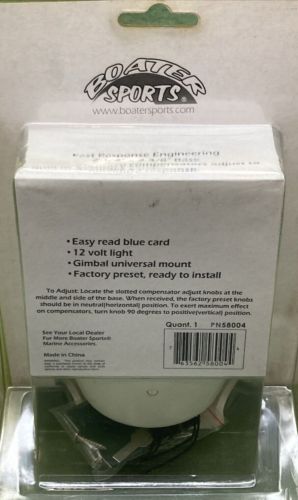 BOATER
SPORTS®
www.boatersports.com
Fast Response Engineering
• Easy read blue card
• 12 volt light
• Gimbal universal mount
• Factory preset, ready to install
To Adjust: Locate the slotted compensator adjust knobs at the
middle and side of the base. When received, the factory preset knobs
should be in neutral(horizontal) position. To exert maximum effect
on compensators, turn knob 90 degrees to positive(vertical) position.
Quant. 1 PN58004
See Your Local Dealer
For More Boater Sports®
Marine Accessories.
Made in China